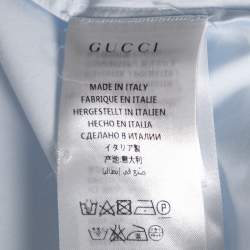 GUCCI
MADE IN ITALY
FABRIQUE EN ITALIE
HERGESTELLT IN ITALIEN
HECHO EN ITALIA
СДЕЛАНО В ИТАЛИИ
イタリア製
产地:意大利
صنع في إيطاليا